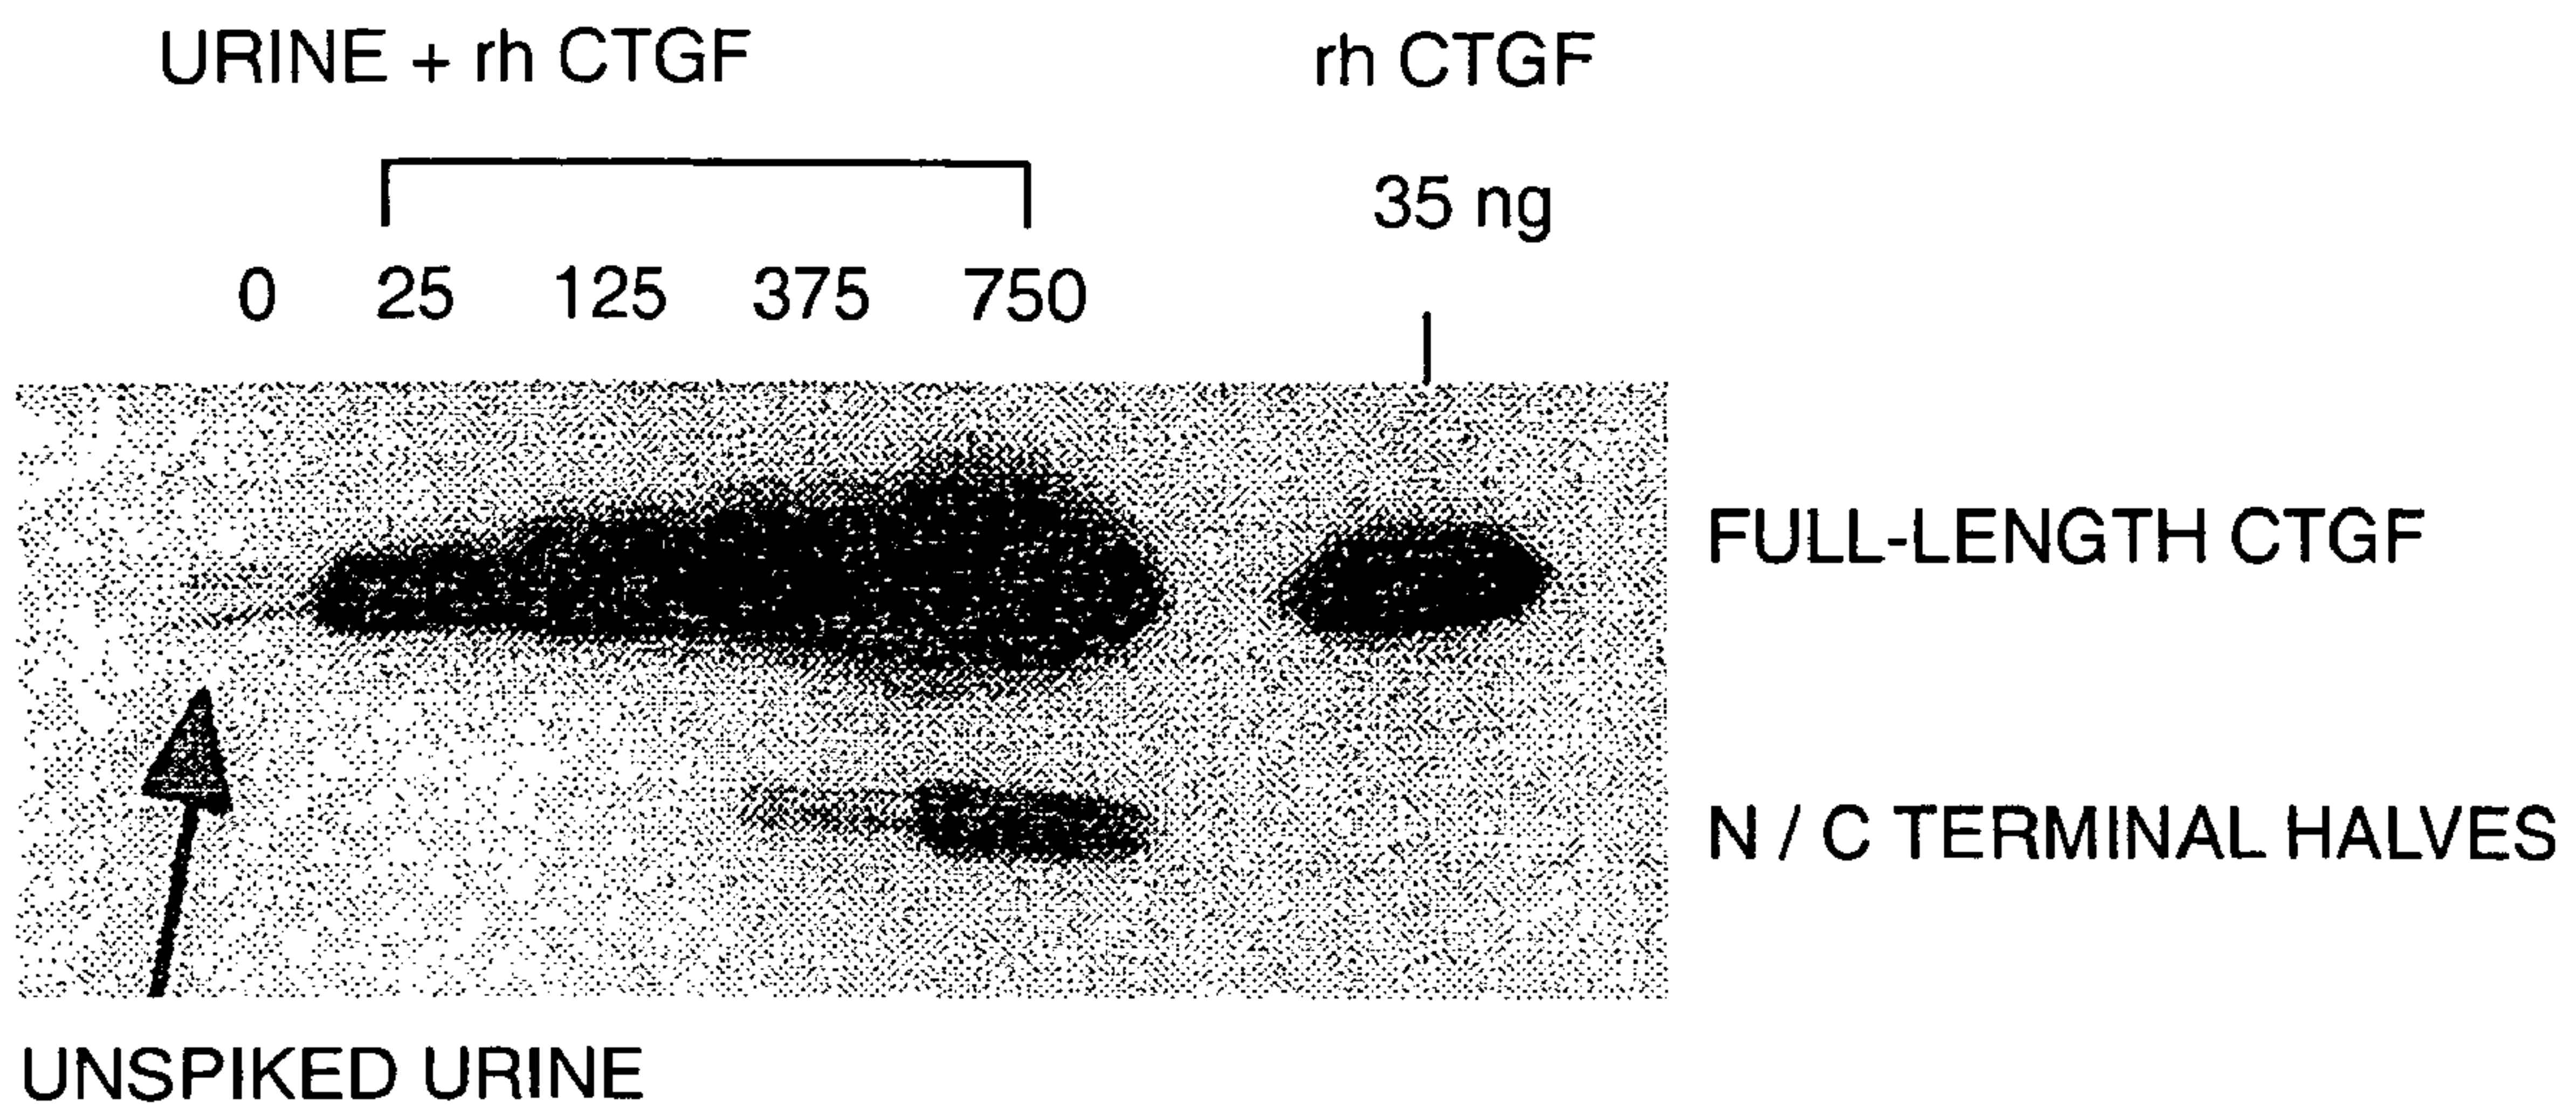 URINE + rh CTGF
rh CTGF
35 ng
0 25 125 375 750
FULL-LENGTH CTGF
N / C TERMINAL HALVES
UNSPIKED URINE